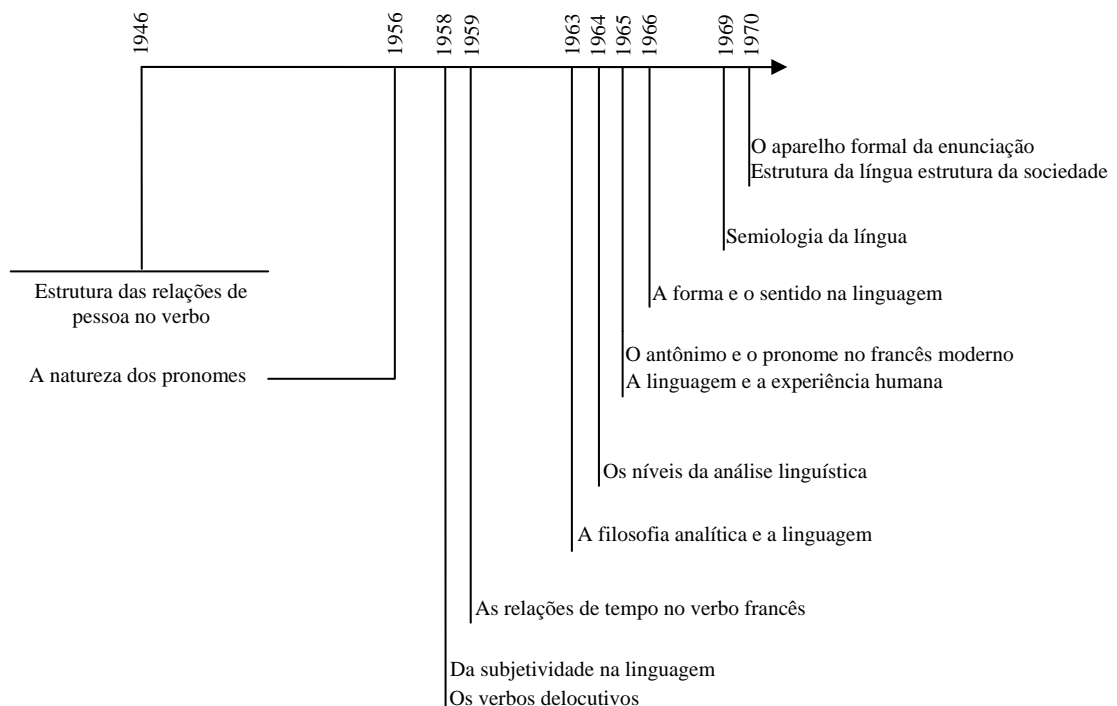 1946
1956
1958
1959
1963
1964
1965
1966
1969
1970
O aparelho formal da enunciação
Estrutura da língua estrutura da sociedade
Semiologia da língua
Estrutura das relações de
pessoa no verbo
A forma e o sentido na linguagem
O antônimo e o pronome no francês moderno
A natureza dos pronomes
A linguagem e a experiência humana
Os níveis da análise linguística
A filosofia analítica e a linguagem
As relações de tempo no verbo francês
Da subjetividade na linguagem
Os verbos delocutivos